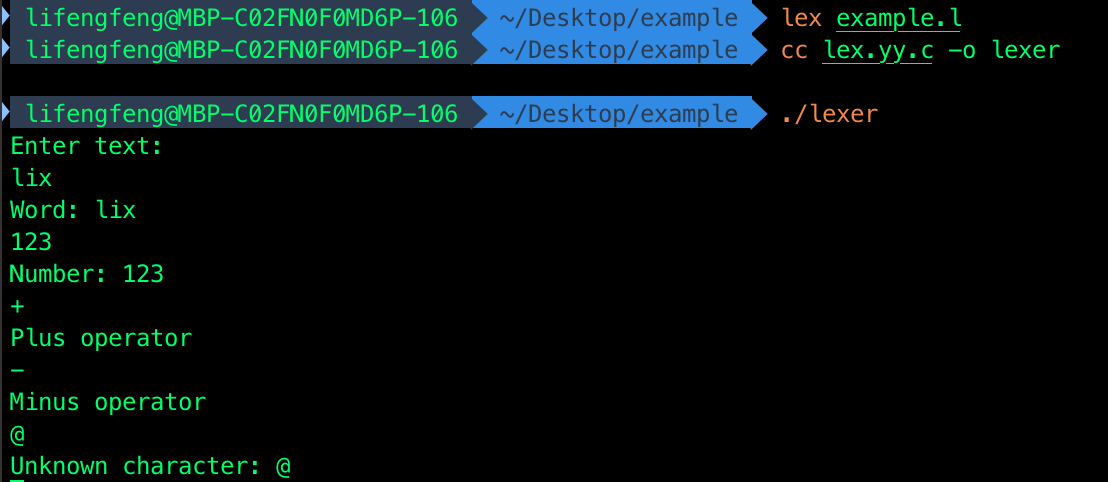 lifengfeng@MBP-C02FN0F0MD6P-106 ~/Desktop/example lex example.l
lifengfeng@MBP-C02FN0F0MD6P-106 ~/Desktop/example cc lex.yy.c -o lexer
lifengfeng@MBP-C02FN0F0MD6P-106 ~/Desktop/example ./lexer
Enter text:
lix
Word: lix
123
Number: 123
+
Plus operator
-
Minus operator
@
Unknown character: @